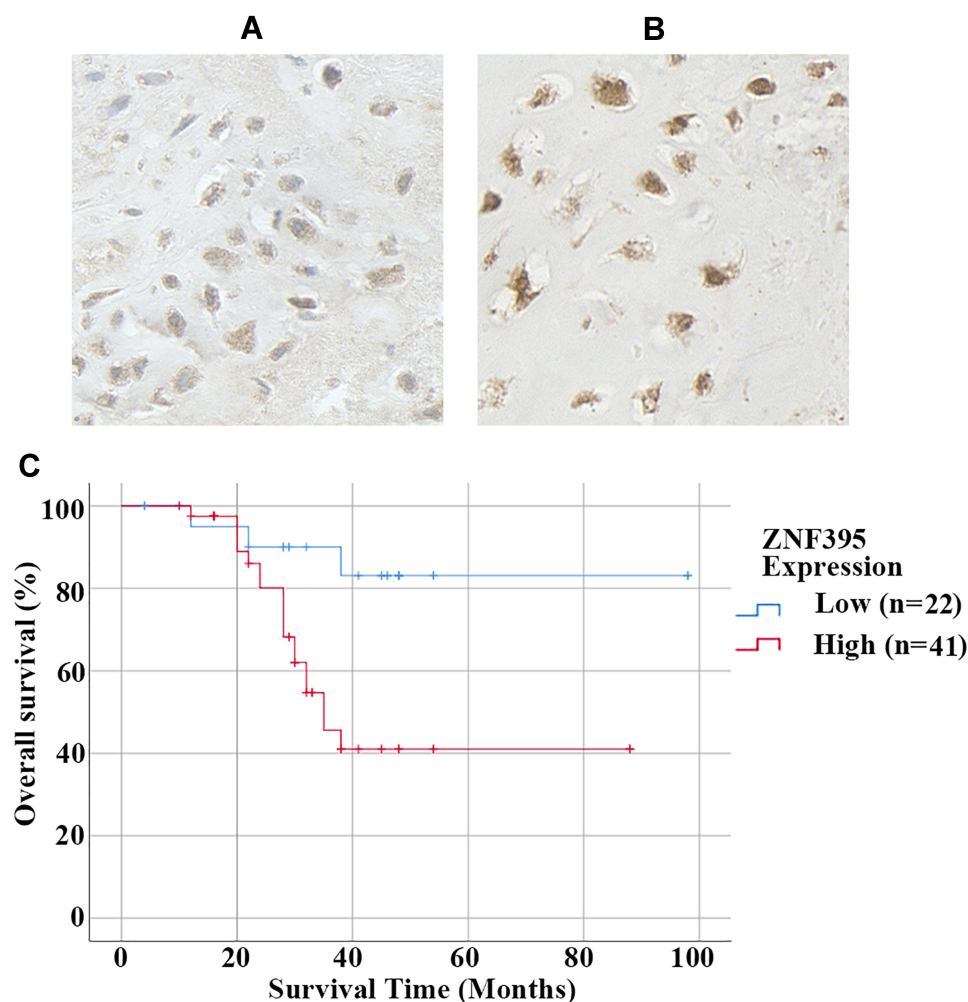 A
B
C
100
80
60
40
20
0
Overall survival (%)
0 20 40 60 80 100
Survival Time (Months)
ZNF395
Expression
Low (n=22)
High (n=41)